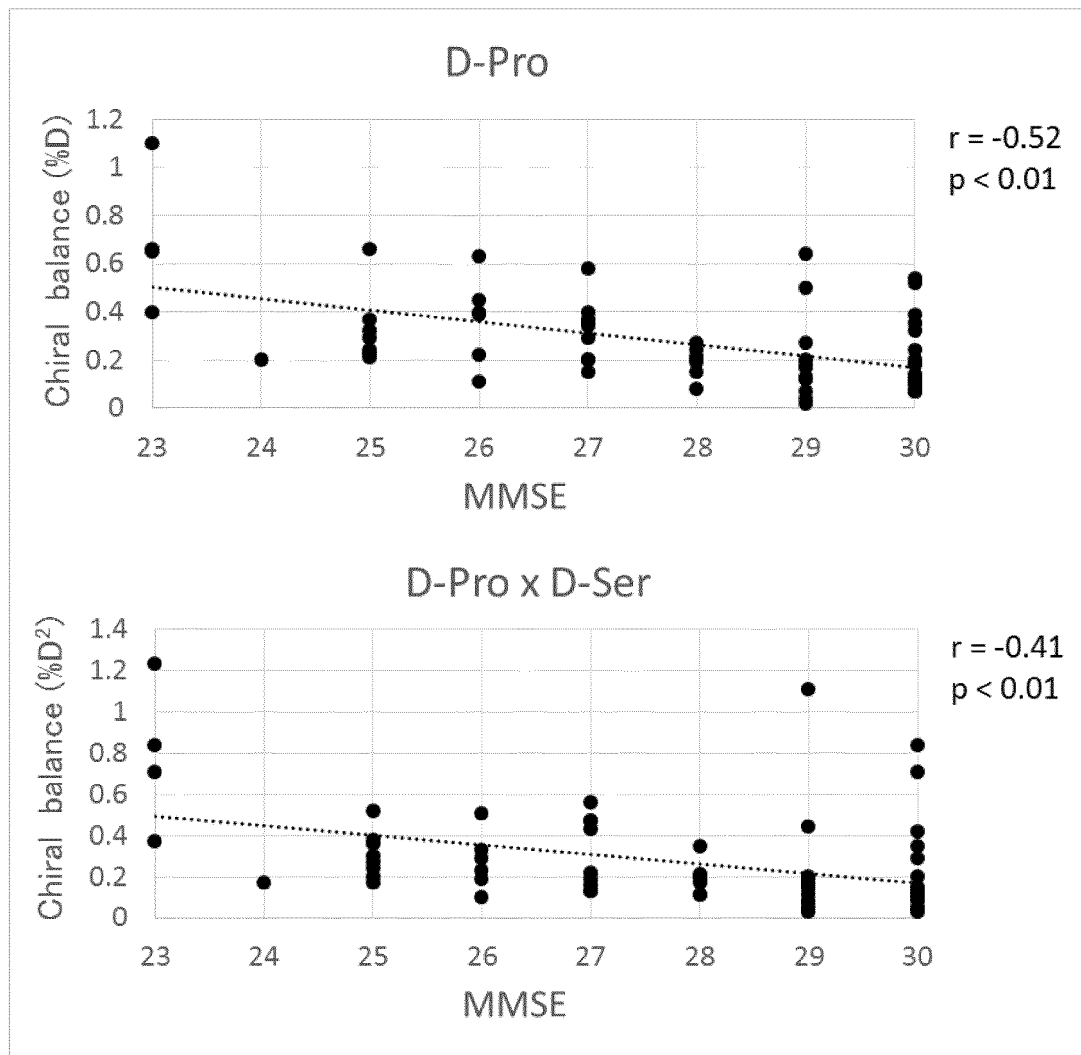 D-Pro
Chiral balance (%D)
1.2
1
0.8
0.6
0.4
0.2
0
23 24 25 26 27 28 29 30
MMSE
r = -0.52
p < 0.01
D-Pro x D-Ser
Chiral balance (%D²)
1.4
1.2
1
0.8
0.6
0.4
0.2
0
23 24 25 26 27 28 29 30
MMSE
r = -0.41
p < 0.01